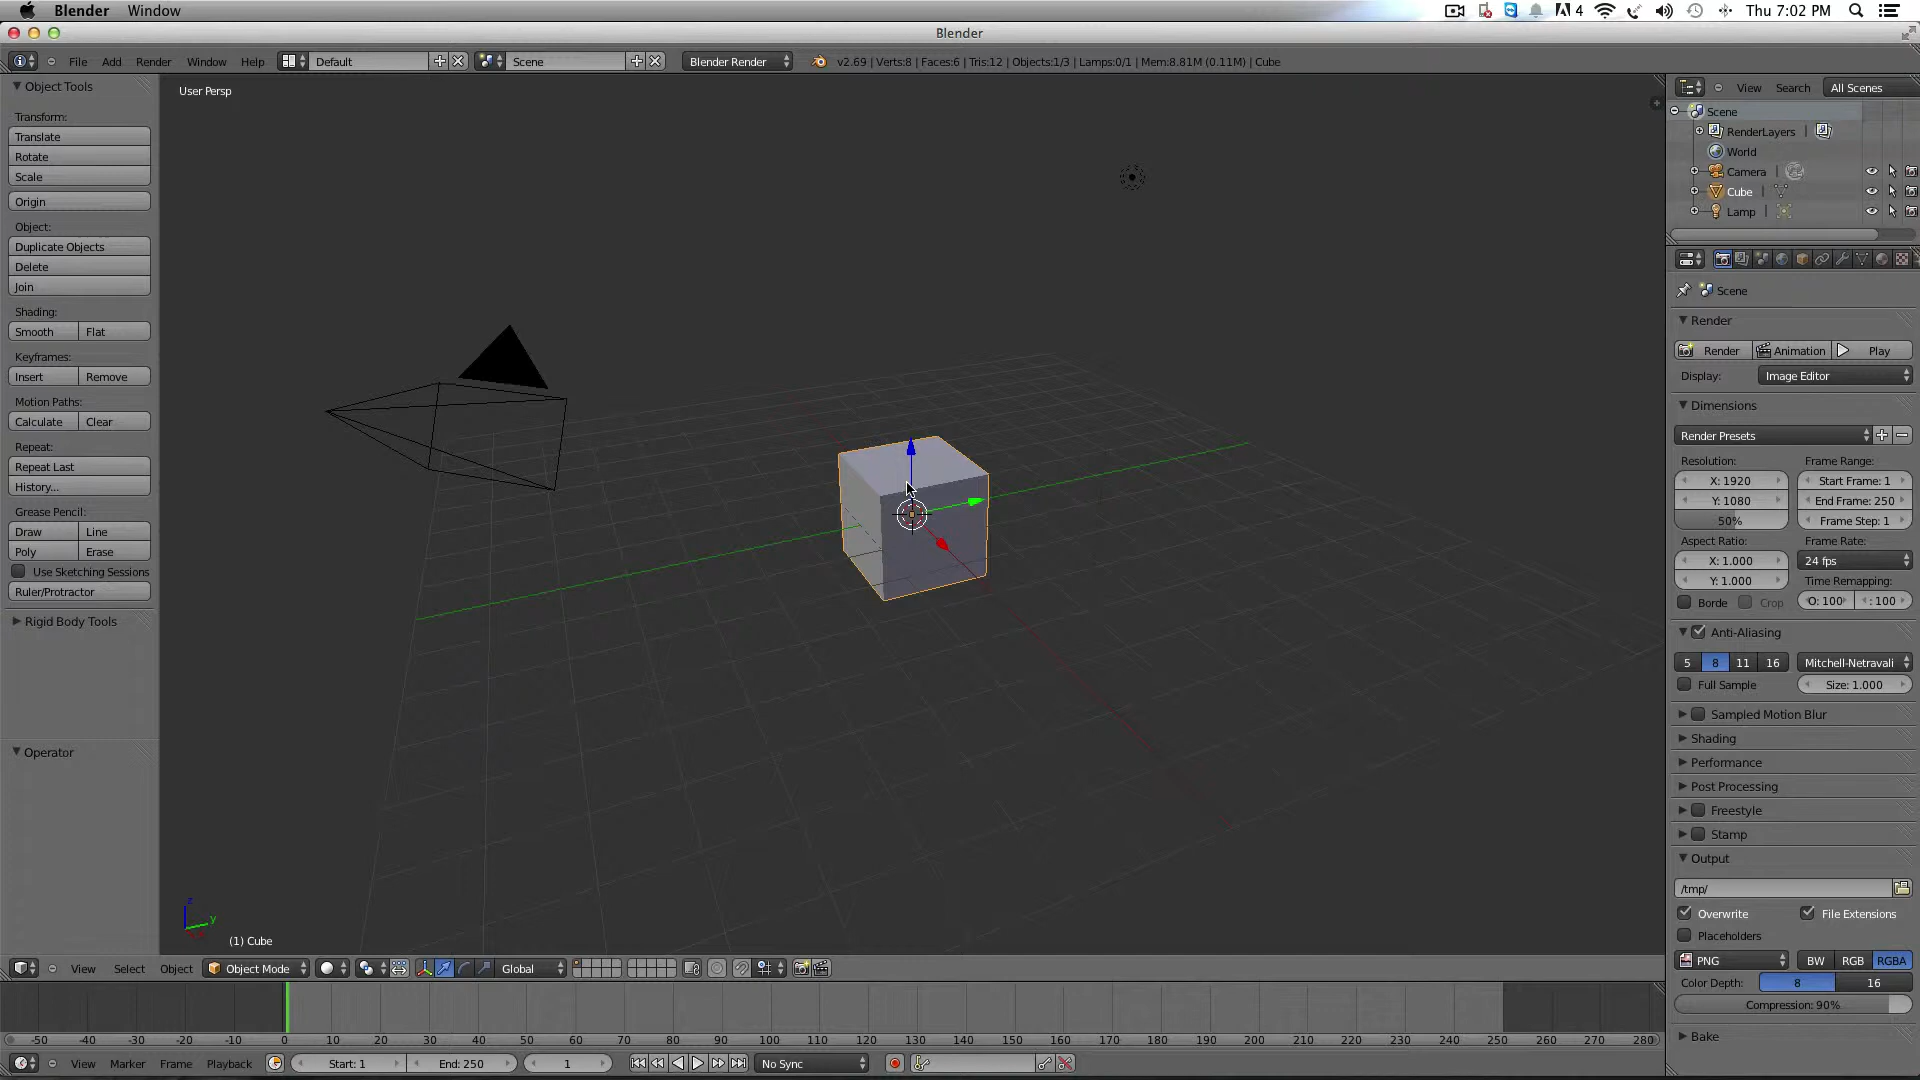 Blender Window 4 Thu 7:02 PM
Blender
File Add Render Window Help Default Scene Blender Render v2.69 | Verts:8 | Faces:6 | Tris:12 | Objects:1/3 | Lamps:0/1 | Mem:8.81M (0.11M) | Cube
Object Tools
Transform:
Translate
Rotate
Scale
Origin
Object:
Duplicate Objects
Delete
Join
Shading:
Smooth Flat
Keyframes:
Insert Remove
Motion Paths:
Calculate Clear
Repeat:
Repeat Last
History...
Grease Pencil:
Draw Line
Poly Erase
Use Sketching Sessions
Ruler/Protractor
Rigid Body Tools
Operator
User Persp
z
y
(1) Cube
View Search All Scenes
Scene
RenderLayers
World
Camera
Cube
Lamp
Scene
Render
Render Animation Play
Display: Image Editor
Dimensions
Render Presets
Resolution: Frame Range:
X: 1920 Start Frame: 1
Y: 1080 End Frame: 250
50% Frame Step: 1
Aspect Ratio: Frame Rate:
X: 1.000 24 fps
Y: 1.000 Time Remapping:
Borde Crop O: 100 : 100
Anti-Aliasing
5 8 11 16 Mitchell-Netravali
Full Sample Size: 1.000
Sampled Motion Blur
Shading
Performance
Post Processing
Freestyle
Stamp
Output
/tmp/
Overwrite File Extensions
Placeholders
PNG BW RGB RGBA
Color Depth: 8 16
Compression: 90%
Bake
View Select Object Object Mode Global
-50 -40 -30 -20 -10 0 10 20 30 40 50 60 70 80 90 100 110 120 130 140 150 160 170 180 190 200 210 220 230 240 250 260 270 280
View Marker Frame Playback Start: 1 End: 250 1 No Sync